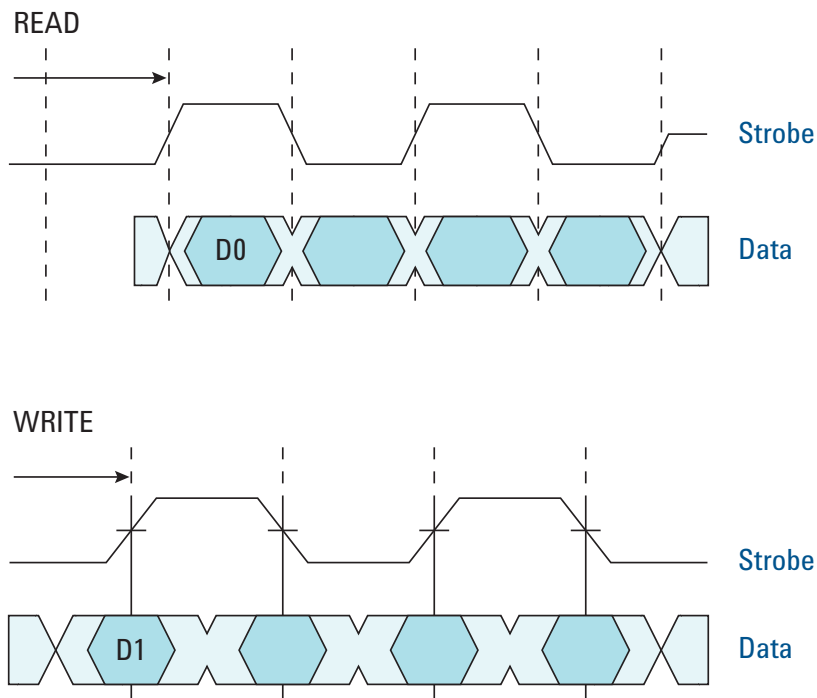 READ
Strobe
D0
Data
WRITE
Strobe
D1
Data